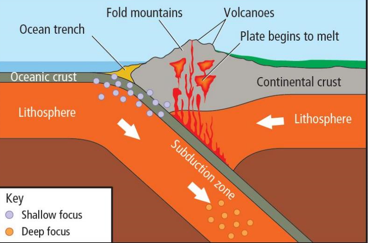 Fold mountains
Volcanoes
Ocean trench
Plate begins to melt
Oceanic crust
Continental crust
Lithosphere
Lithosphere
Subduction zone
Key
Shallow focus
Deep focus